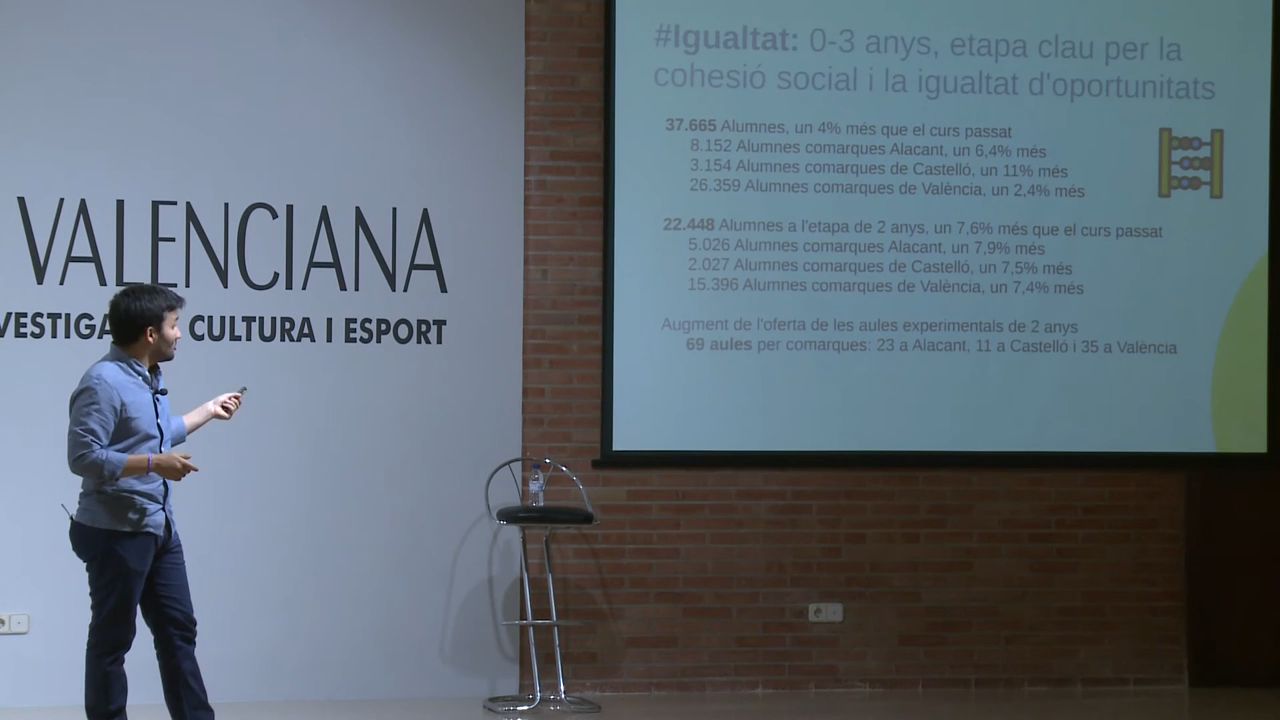 VALENCIANA
VESTIGA CULTURA I ESPORT
#Igualtat: 0-3 anys, etapa clau per la
cohesió social i la igualtat d'oportunitats
37.665 Alumnes, un 4% més que el curs passat
8.152 Alumnes comarques Alacant, un 6,4% més
3.154 Alumnes comarques de Castelló, un 11% més
26.359 Alumnes comarques de València, un 2,4% més
22.448 Alumnes a l'etapa de 2 anys, un 7,6% més que el curs passat
5.026 Alumnes comarques Alacant, un 7,9% més
2.027 Alumnes comarques de Castelló, un 7,5% més
15.396 Alumnes comarques de València, un 7,4% més
Augment de l'oferta de les aules experimentals de 2 anys
69 aules per comarques: 23 a Alacant, 11 a Castelló i 35 a València